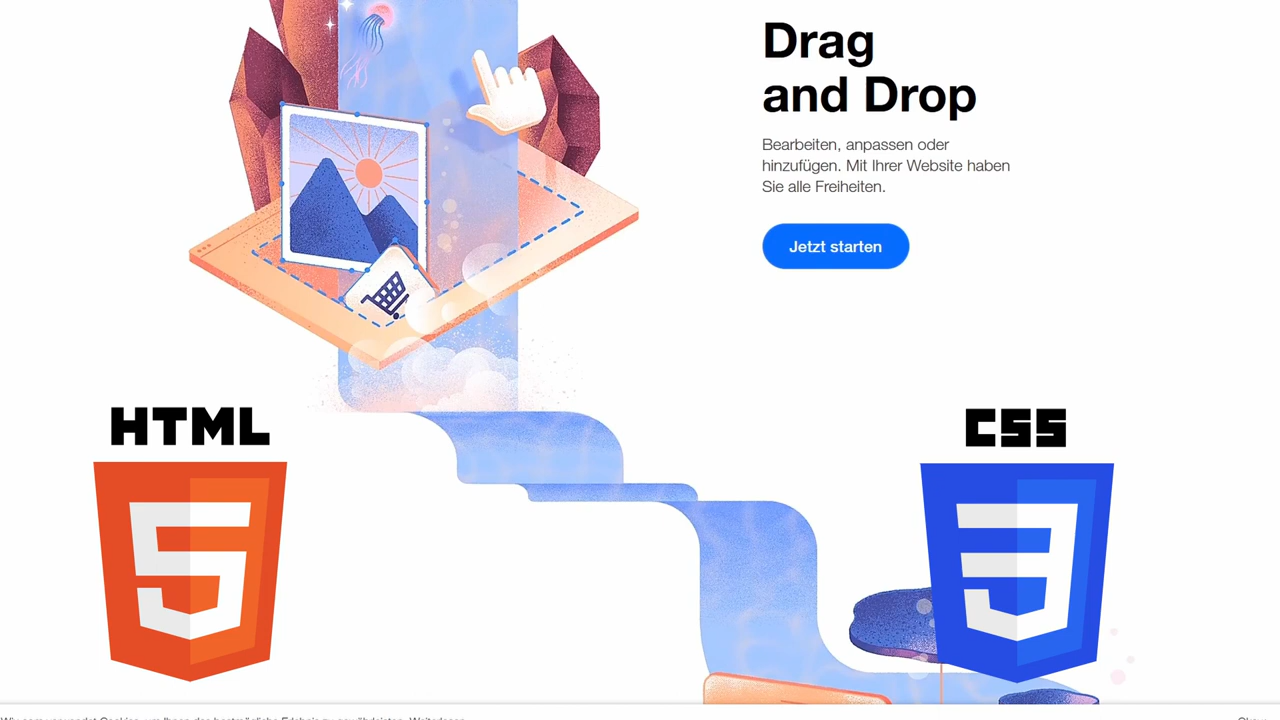 Drag
and Drop
Bearbeiten, anpassen oder
hinzufügen. Mit Ihrer Website haben
Sie alle Freiheiten.
Jetzt starten
HTML
CSS
5
3